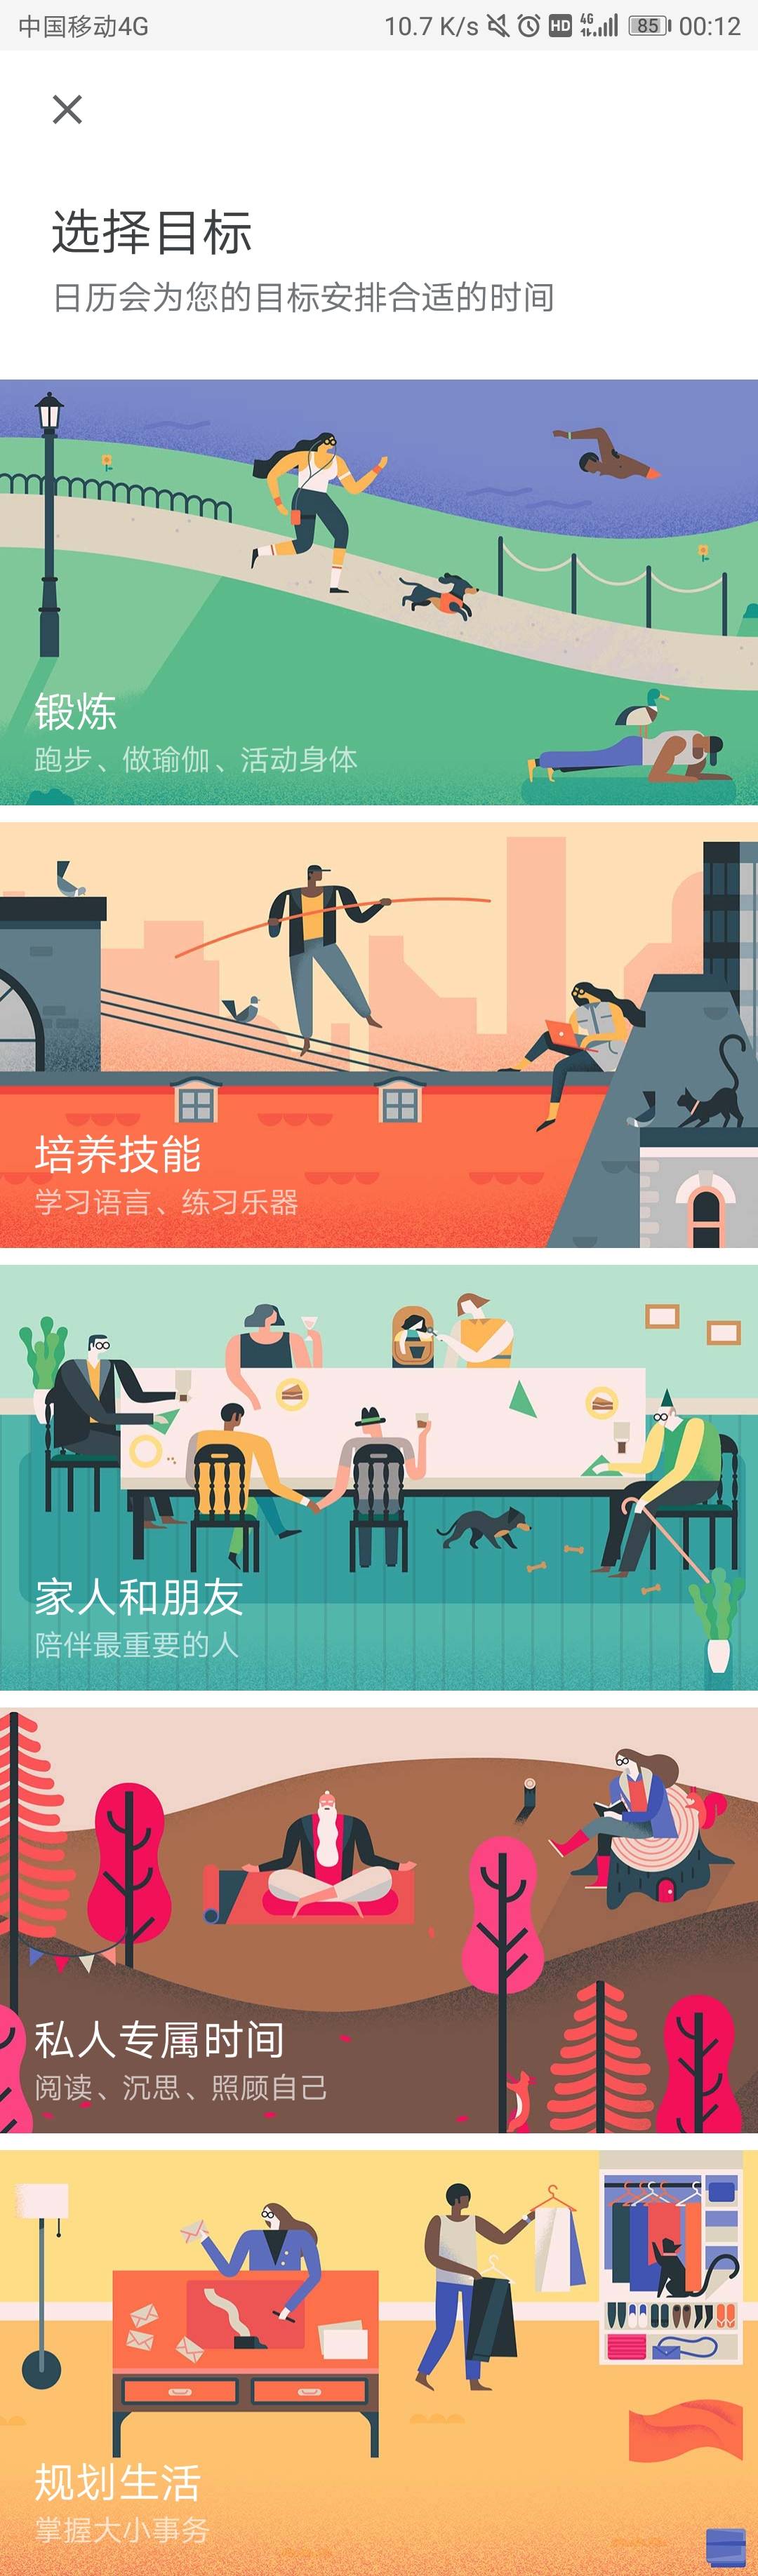 中国移动4G 10.7 K/s HD 4G 85 00:12
选择目标
日历会为您的目标安排合适的时间
锻炼
跑步、做瑜伽、活动身体
培养技能
学习语言、练习乐器
家人和朋友
陪伴最重要的人
私人专属时间
阅读、沉思、照顾自己
规划生活
掌握大小事务